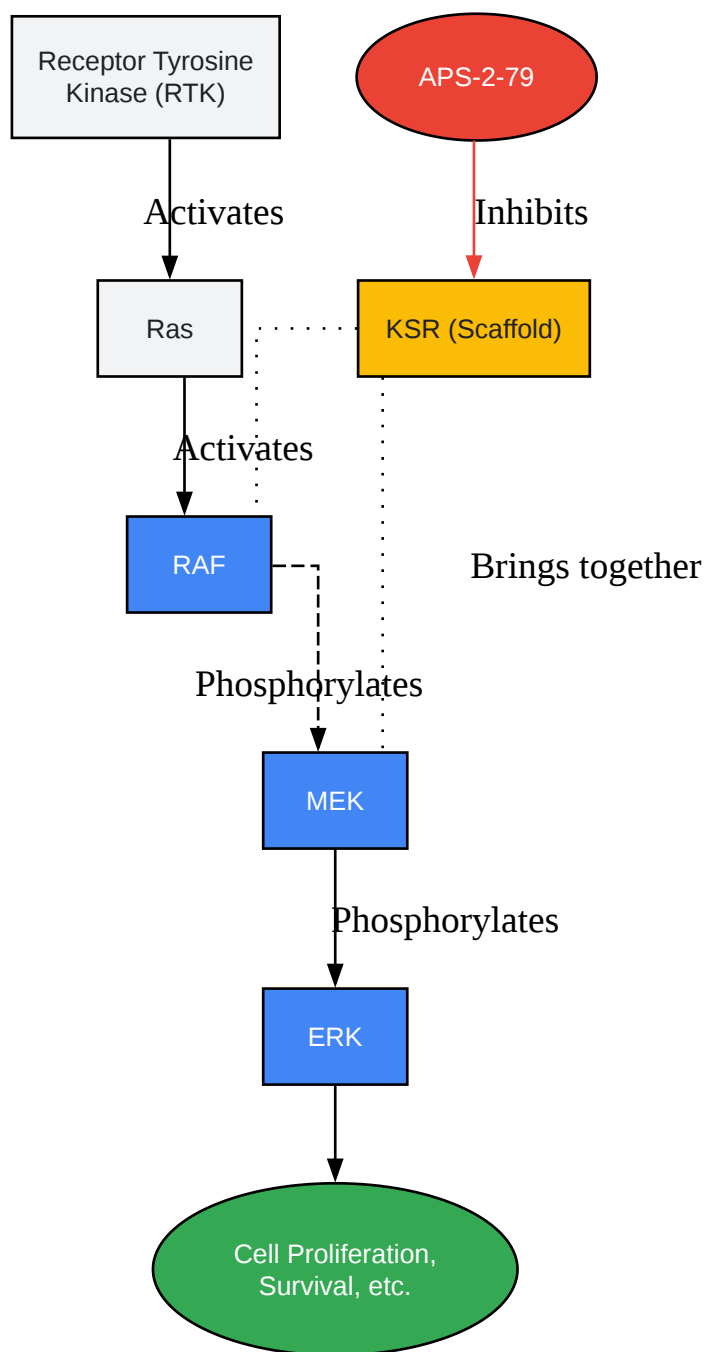 Receptor Tyrosine
Kinase (RTK)
APS-2-79
Activates
Inhibits
Ras
KSR (Scaffold)
Activates
RAF
Brings together
Phosphorylates
MEK
Phosphorylates
ERK
Cell Proliferation,
Survival, etc.